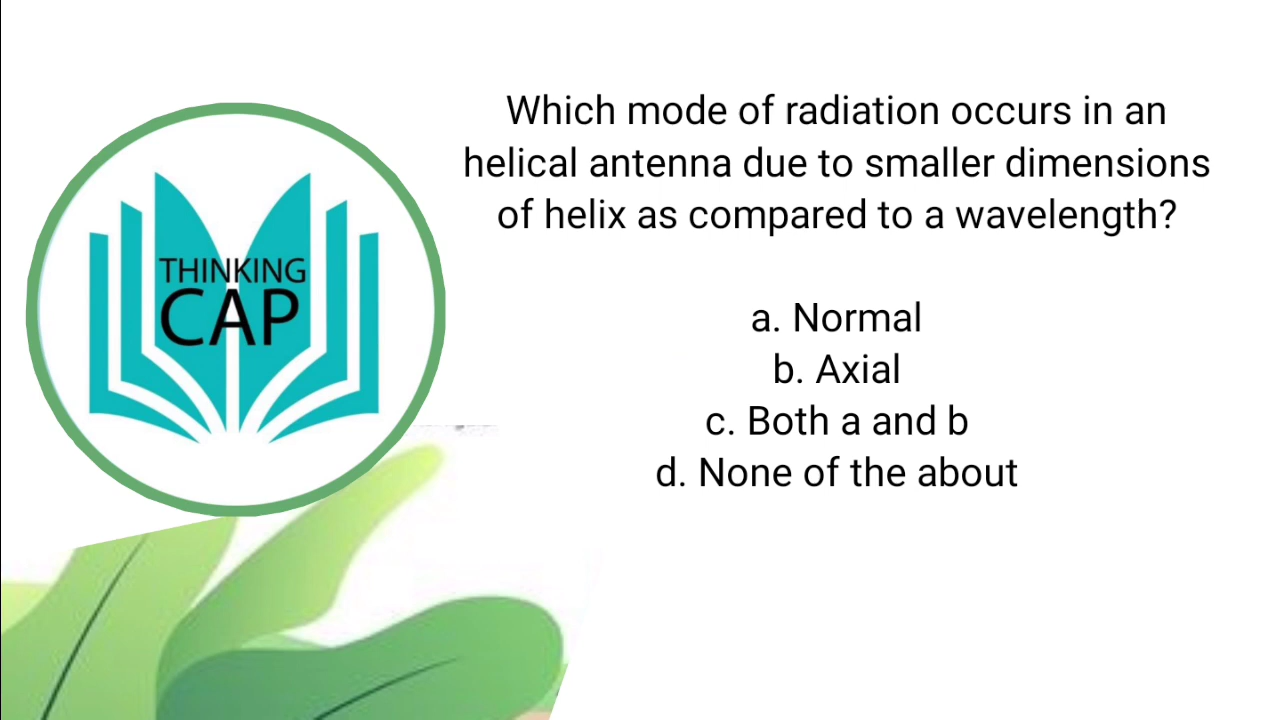 Which mode of radiation occurs in an
helical antenna due to smaller dimensions
of helix as compared to a wavelength?
a. Normal
b. Axial
c. Both a and b
d. None of the about
THINKING
CAP